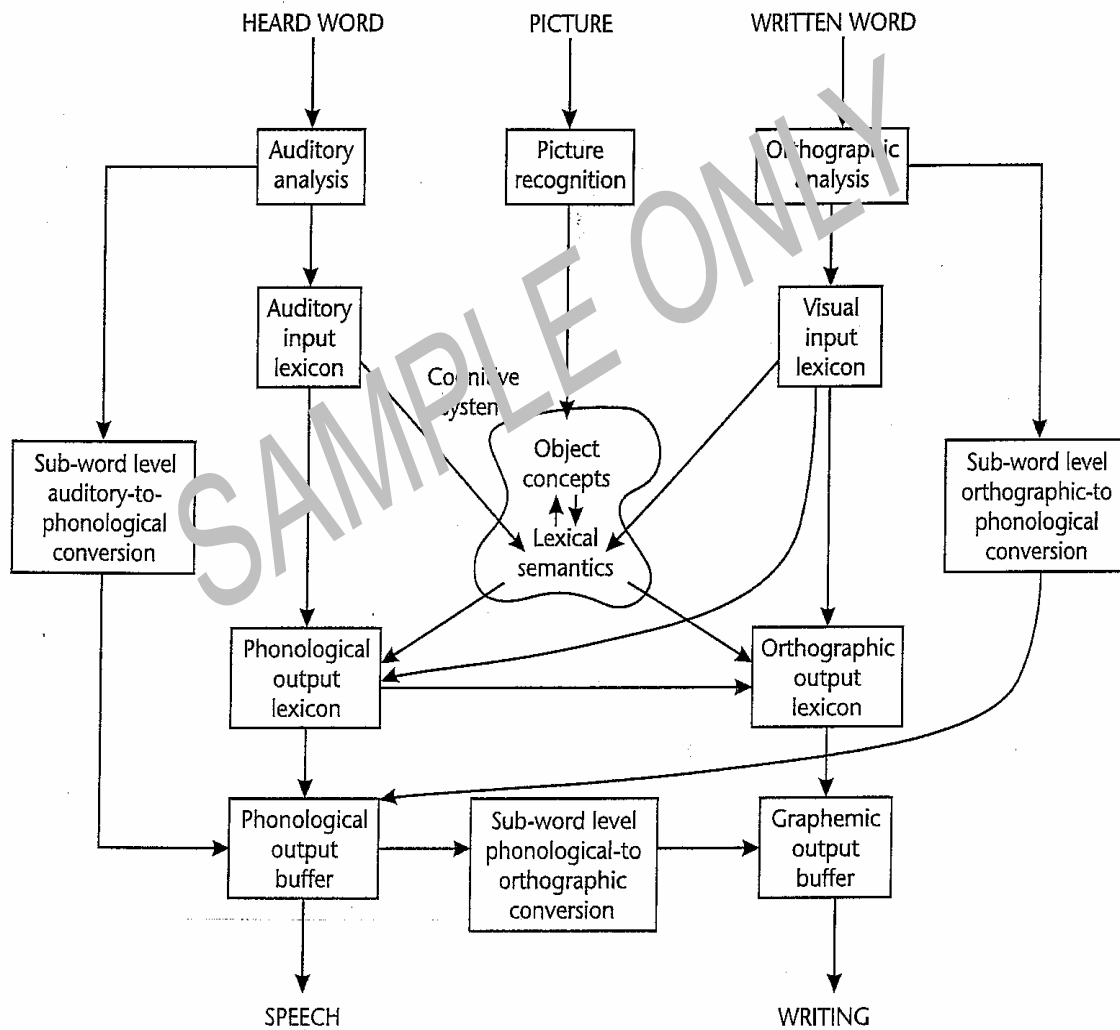 HEARD WORD
PICTURE
WRITTEN WORD
Auditory
analysis
Picture
recognition
Orthographic
analysis
Auditory
input
lexicon
Visual
input
lexicon
Cognitive
system
Object
concepts
Lexical
semantics
Sub-word level
auditory-to-
phonological
conversion
Sub-word level
orthographic-to
phonological
conversion
Phonological
output
lexicon
Orthographic
output
lexicon
Phonological
output
buffer
Sub-word level
phonological-to
orthographic
conversion
Graphemic
output
buffer
SPEECH
WRITING
SAMPLE ONLY